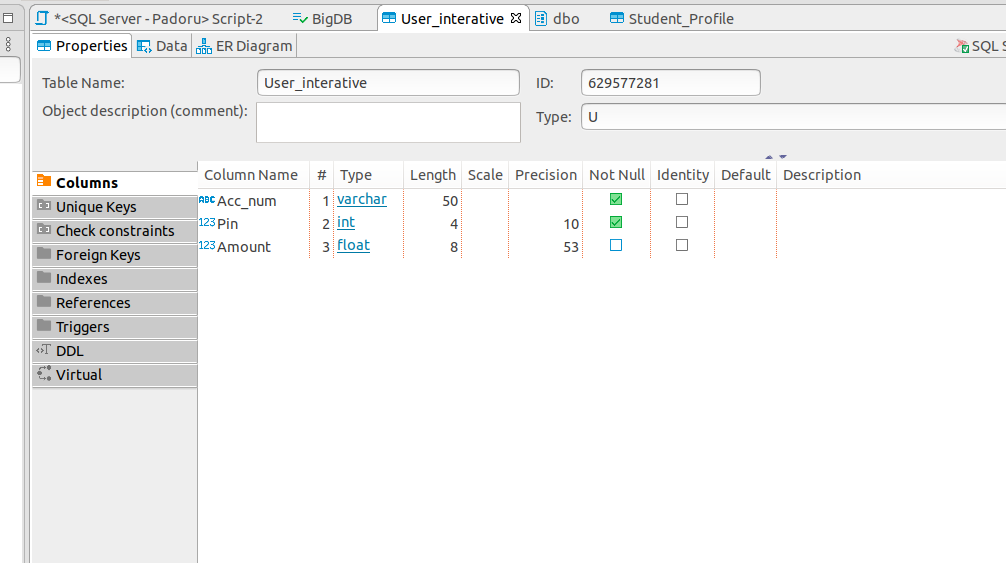 *<SQL Server - Padoru> Script-2 BigDB User_interative dbo Student_Profile
Properties Data ER Diagram SQL S
Table Name: User_interative ID: 629577281
Object description (comment): Type: U
Column Name # Type Length Scale Precision Not Null Identity Default Description
Columns
ABC Acc_num 1 varchar 50
Unique Keys
123 Pin 2 int 4 10
Check constraints
123 Amount 3 float 8 53
Foreign Keys
Indexes
References
Triggers
DDL
Virtual